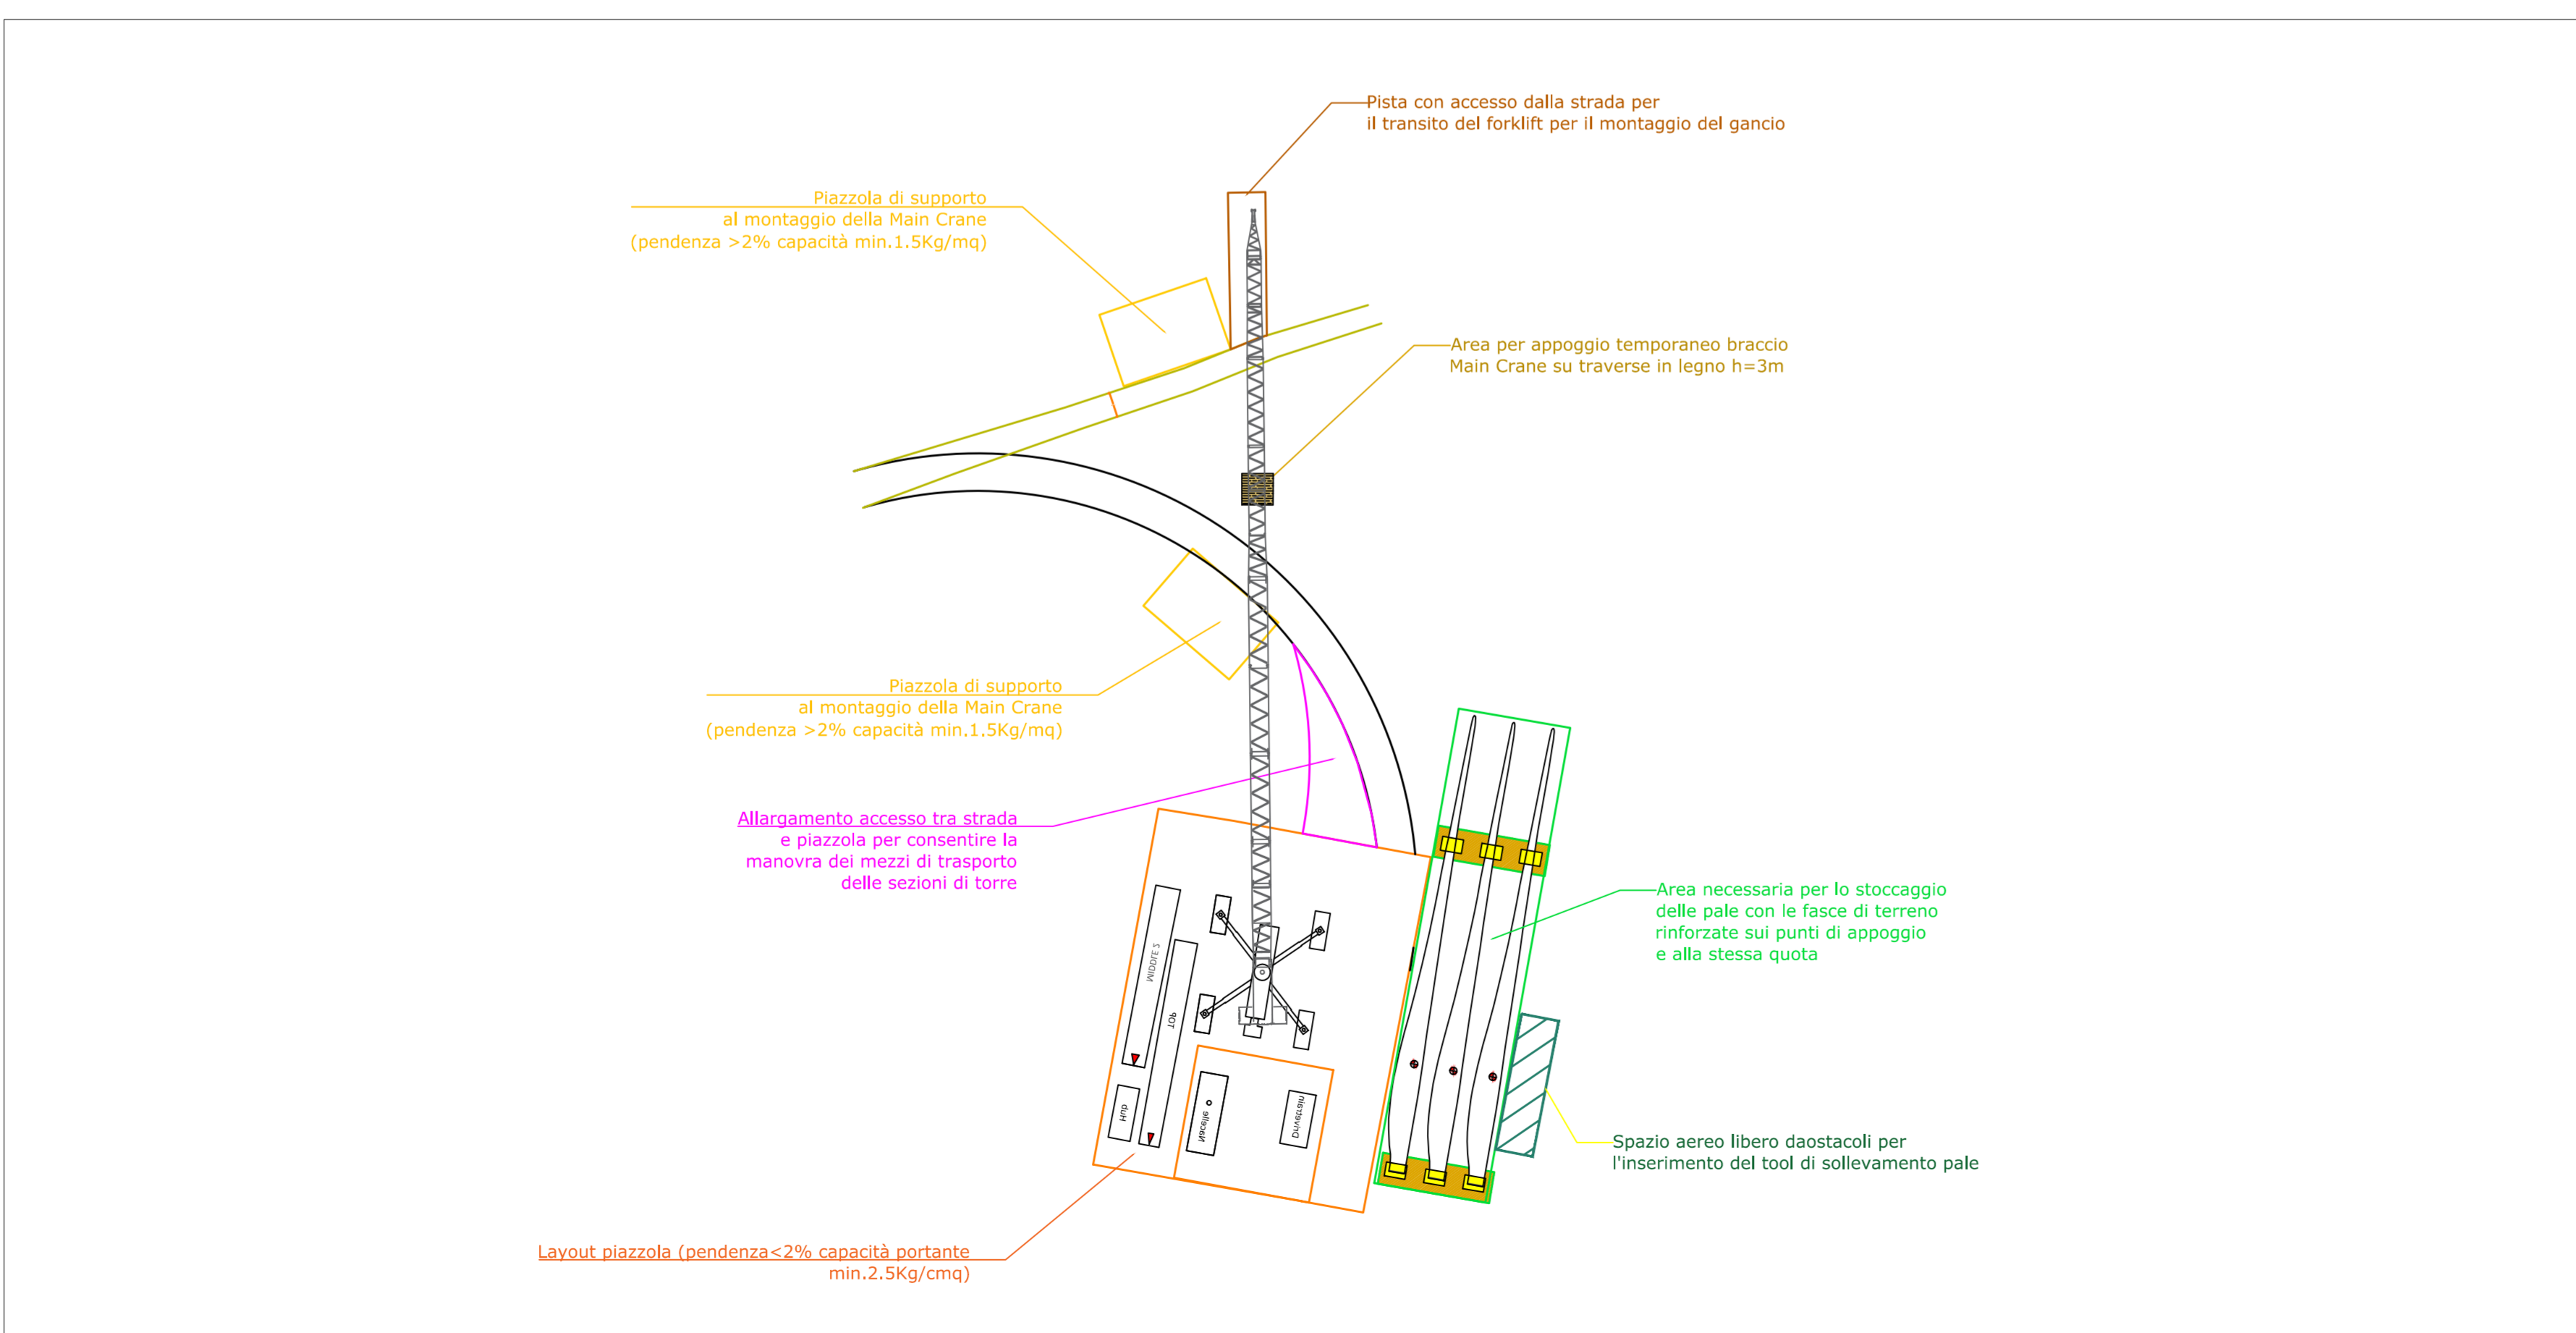 Pista con accesso dalla strada per
il transito del forklift per il montaggio del gancio
Piazzola di supporto
al montaggio della Main Crane
(pendenza >2% capacità min.1.5Kg/mq)
Area per appoggio temporaneo braccio
Main Crane su traverse in legno h=3m
Piazzola di supporto
al montaggio della Main Crane
(pendenza >2% capacità min.1.5Kg/mq)
Allargamento accesso tra strada
e piazzola per consentire la
manovra dei mezzi di trasporto
delle sezioni di torre
Area necessaria per lo stoccaggio
delle pale con le fasce di terreno
rinforzate sui punti di appoggio
e alla stessa quota
MIDDLE 2
TOP
Hub
Nacelle
Drivetrain
Spazio aereo libero daostacoli per
l'inserimento del tool di sollevamento pale
Layout piazzola (pendenza<2% capacità portante
min.2.5Kg/cmq)